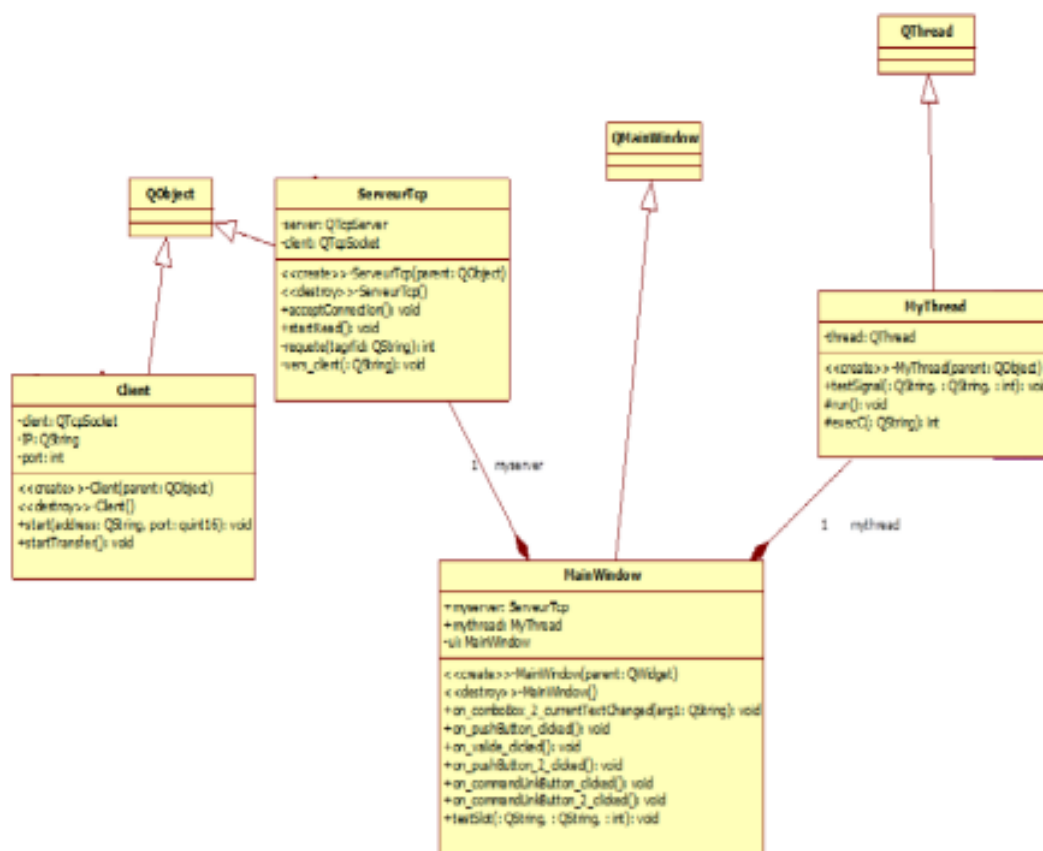 QThread
QMainWindow
QObject
ServeurTcp
-server: QTcpServer
-client: QTcpSocket
<<create>>-ServeurTcp(parent: QObject)
<<destroy>>-ServeurTcp()
+acceptConnection(): void
+startRead(): void
-requete(tagrfid: QString): int
-vers_client(: QString): void
MyThread
-thread: QThread
<<create>>-MyThread(parent: QObject)
+testSignal(: QString, : QString, : int): void
#run(): void
#execC(: QString): int
Client
-client: QTcpSocket
-IP: QString
-port: int
<<create>>-Client(parent: QObject)
<<destroy>>-Client()
+start(address: QString, port: quint16): void
+startTransfer(): void
1 myserver
1 mythread
MainWindow
+myserver: ServeurTcp
+mythread: MyThread
-ui: MainWindow
<<create>>-MainWindow(parent: QWidget)
<<destroy>>-MainWindow()
+on_comboBox_2_currentTextChanged(arg1: QString): void
+on_pushButton_clicked(): void
+on_valide_clicked(): void
+on_pushButton_2_clicked(): void
+on_commandLinkButton_clicked(): void
+on_commandLinkButton_2_clicked(): void
+testSlot(: QString, : QString, : int): void